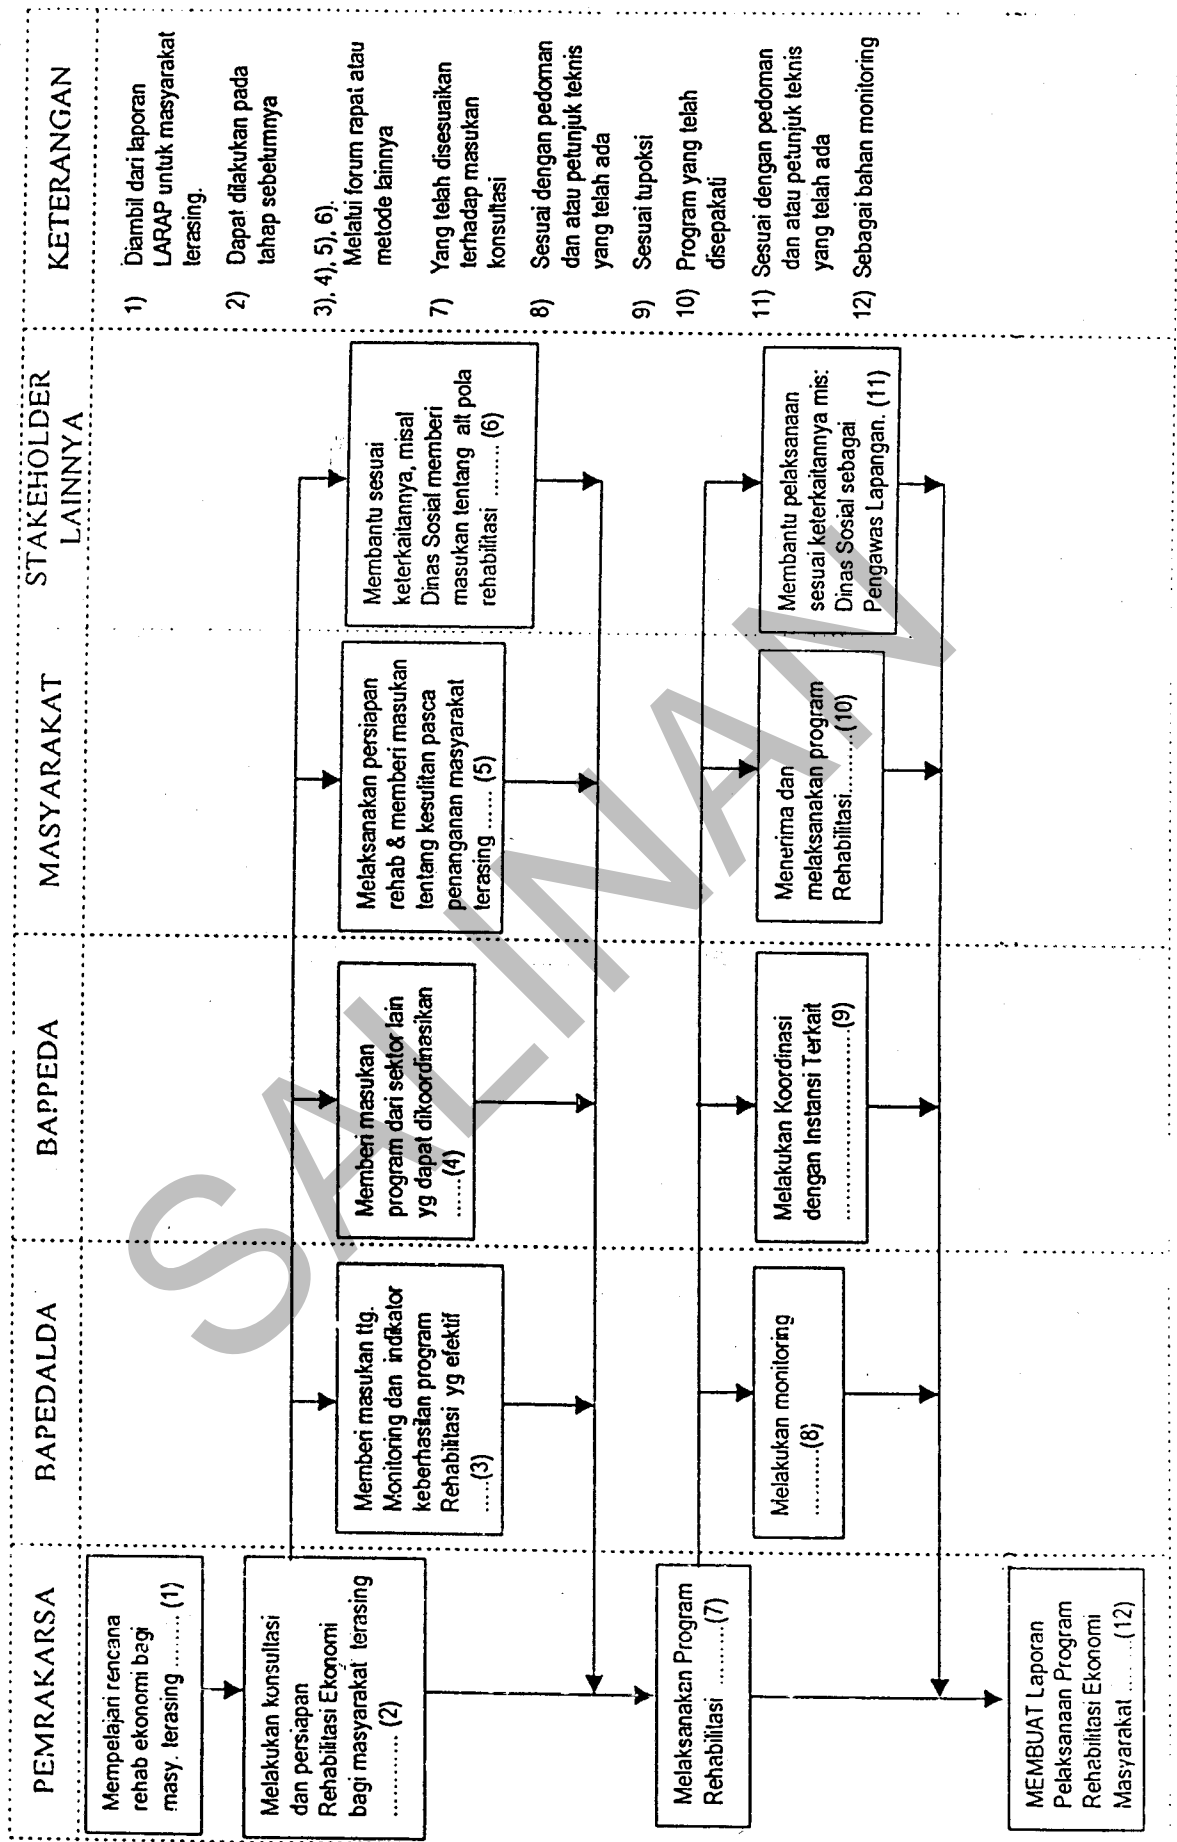 PEMRAKARSA
BAPEDALDA
BAPPEDA
MASYARAKAT
STAKEHOLDER
LAINNYA
KETERANGAN
Mempelajari rencana
rehab ekonomi bagi
masy. terasing ........ (1)
Melakukan konsultasi
dan persiapan
Rehabilitasi Ekonomi
bagi masyarakat terasing
............ (2)
Memberi masukan ttg.
Monitoring dan indikator
keberhasilan program
Rehabilitasi yg efektif
.....(3)
Memberi masukan
program dari sektor lain
yg dapat dikoordinasikan
......(4)
Melaksanakan persiapan
rehab & memberi masukan
tentang kesulitan pasca
penanganan masyarakat
terasing ....... (5)
Membantu sesuai
keterkaitannya, misal
Dinas Sosial memberi
masukan tentang alt pola
rehabilitasi ......... (6)
Melaksanakan Program
Rehabilitasi .........(7)
Melakukan monitoring
...........(8)
Melakukan Koordinasi
dengan Instansi Terkait
..............................(9)
Menerima dan
melaksanakan program
Rehabilitasi..........(10)
Membantu pelaksanaan
sesuai keterkaitannya mis:
Dinas Sosial sebagai
Pengawas Lapangan. (11)
MEMBUAT Laporan
Pelaksanaan Program
Rehabilitasi Ekonomi
Masyarakat .......(12)
1) Diambil dari laporan
LARAP untuk masyarakat
terasing.
2) Dapat dilakukan pada
tahap sebelumnya
3), 4), 5), 6).
Melalui forum rapat atau
metode lainnya
7) Yang telah disesuaikan
terhadap masukan
konsultasi
8) Sesuai dengan pedoman
dan atau petunjuk teknis
yang telah ada
9) Sesuai tupoksi
10) Program yang telah
disepakati
11) Sesuai dengan pedoman
dan atau petunjuk teknis
yang telah ada
12) Sebagai bahan monitoring
SALINAN